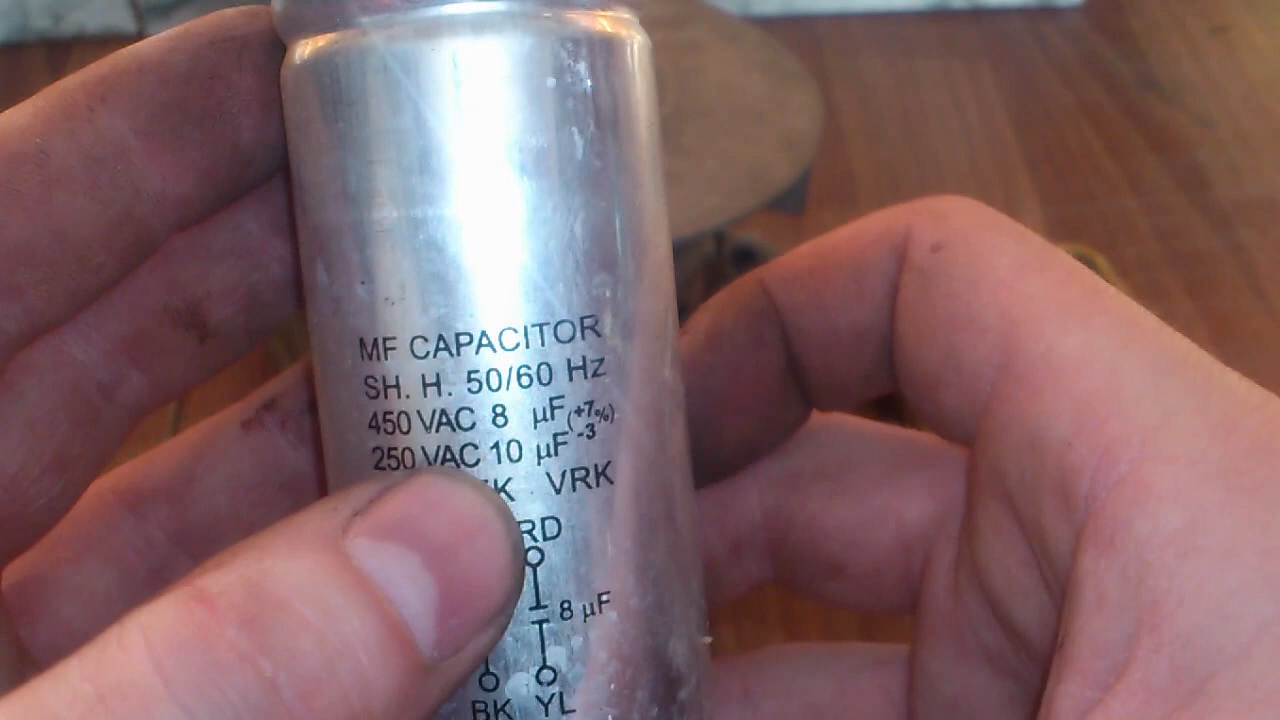 MF CAPACITOR
SH. H. 50/60 Hz
450 VAC 8 µF (+7%)
250 VAC 10 µF -3
K VRK
RD
8 µF
BK YL